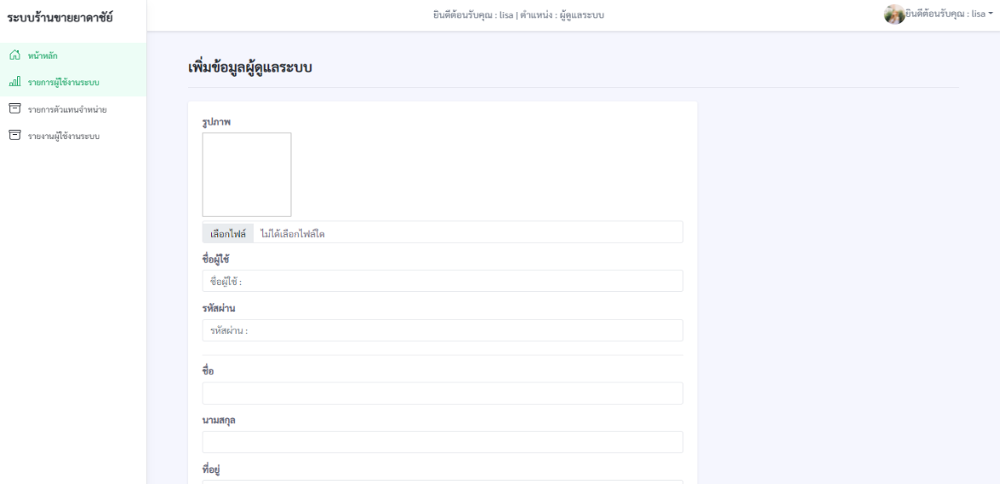 ระบบร้านขายยาดาชัย์
ยินดีต้อนรับคุณ : lisa | ตำแหน่ง : ผู้ดูแลระบบ
ยินดีต้อนรับคุณ : lisa
หน้าหลัก
รายการผู้ใช้งานระบบ
รายการตัวแทนจำหน่าย
รายงานผู้ใช้งานระบบ
เพิ่มข้อมูลผู้ดูแลระบบ
รูปภาพ
เลือกไฟล์ ไม่ได้เลือกไฟล์ใด
ชื่อผู้ใช้
ชื่อผู้ใช้ :
รหัสผ่าน
รหัสผ่าน :
ชื่อ
นามสกุล
ที่อยู่